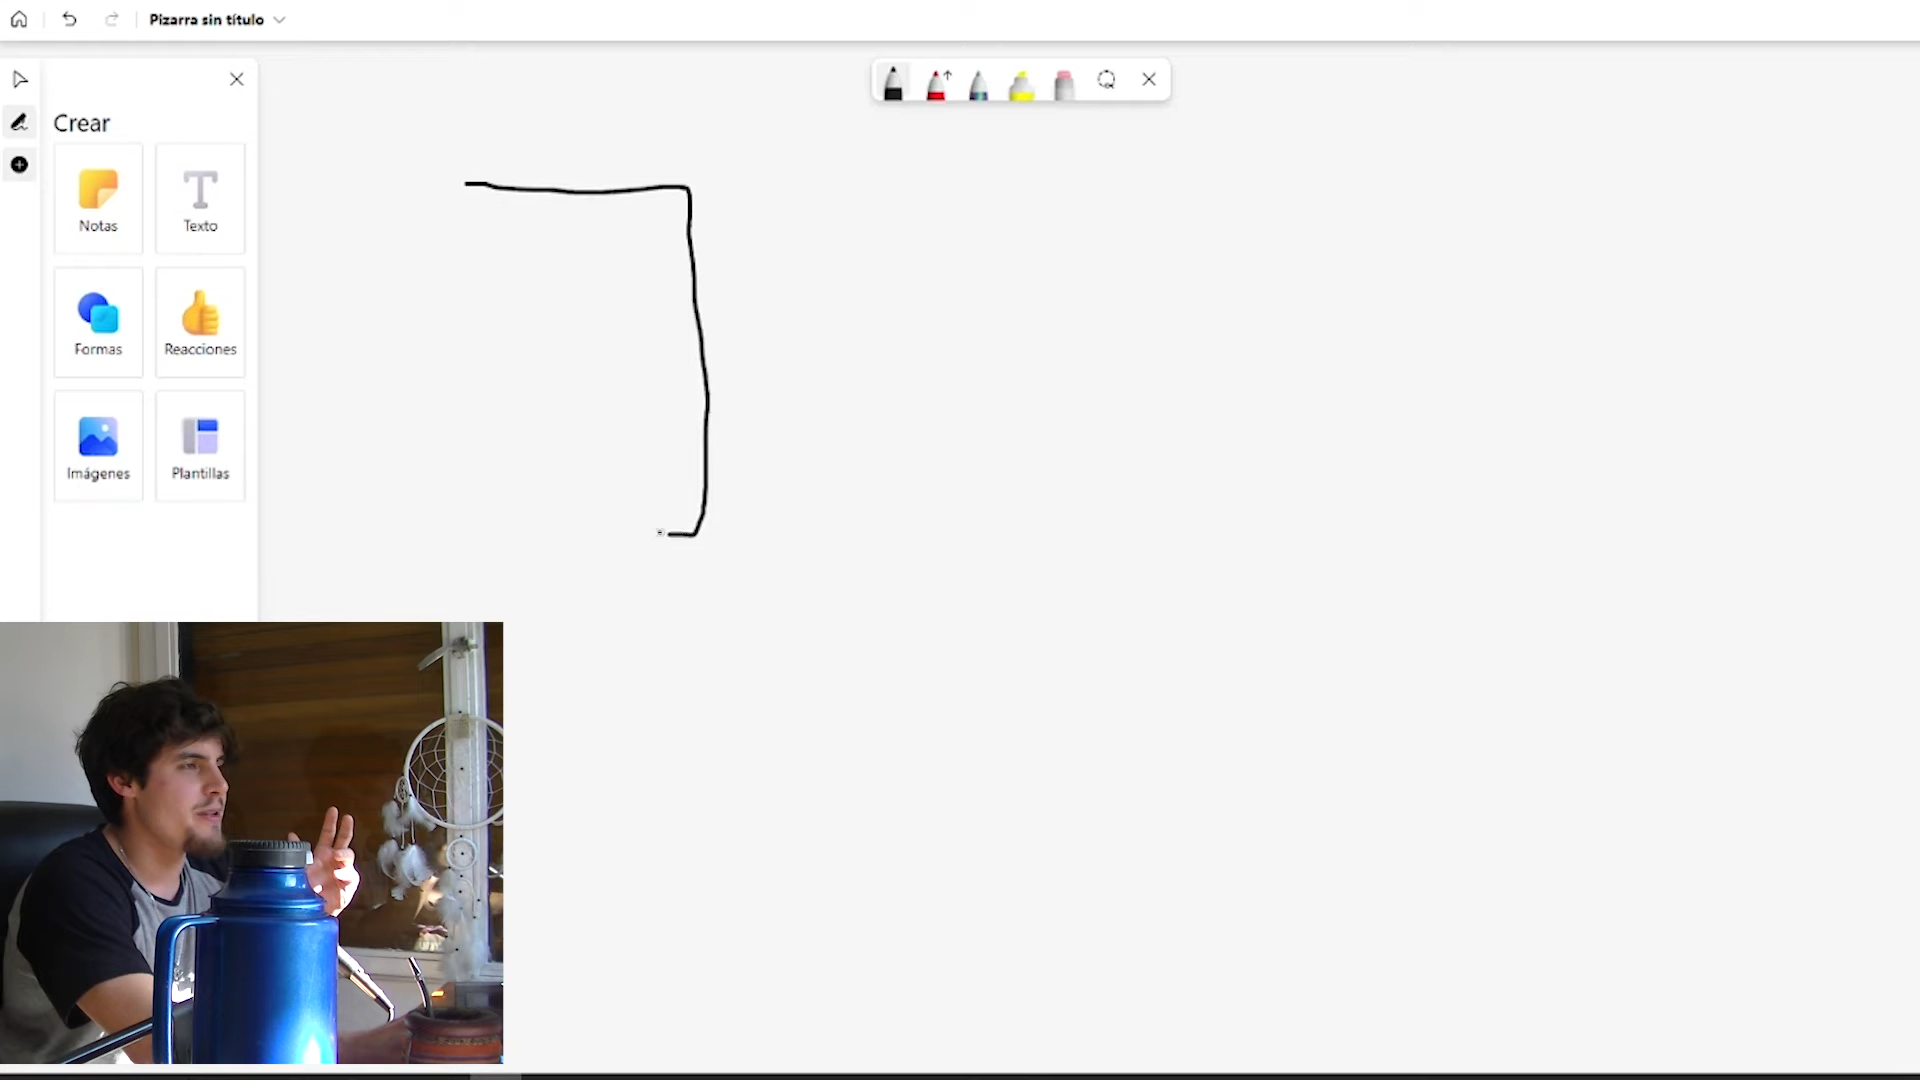 Pizarra sin título
Crear
Notas
Texto
Formas
Reacciones
Imágenes
Plantillas